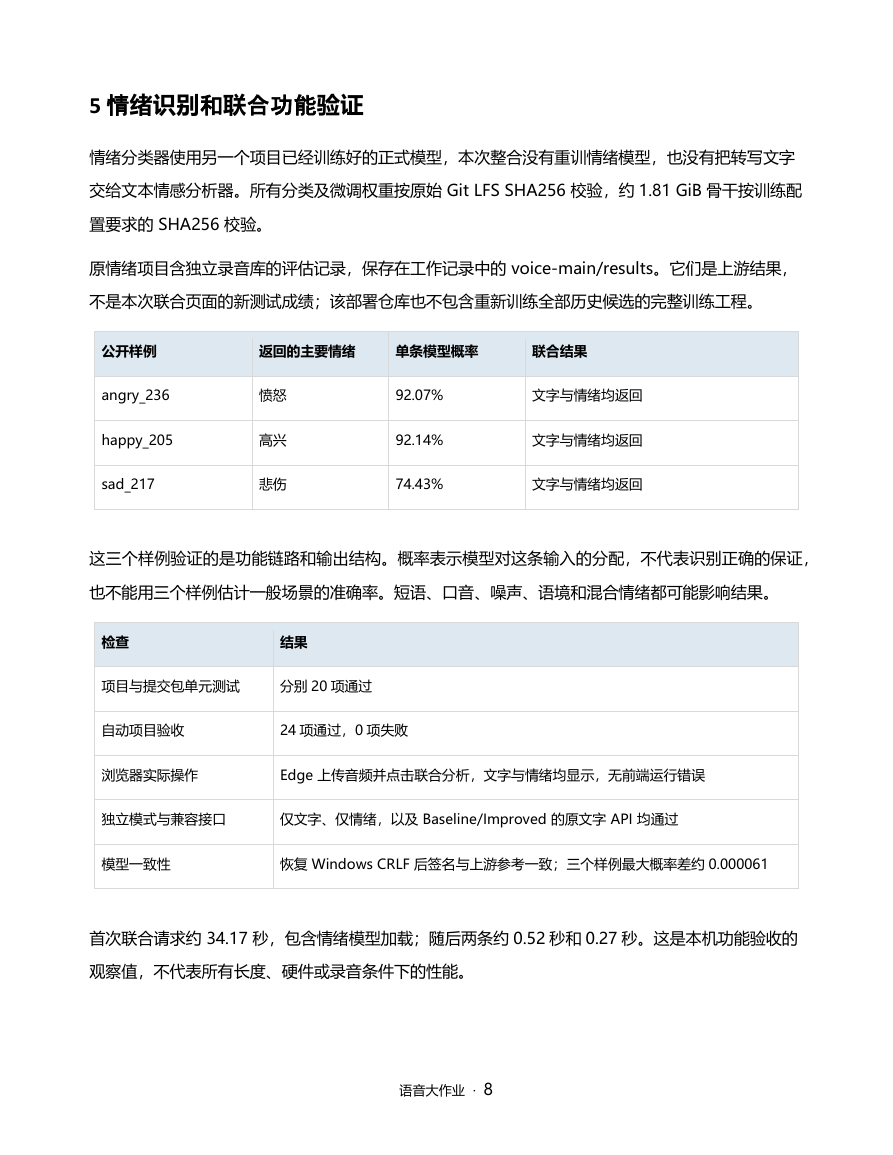 5 情绪识别和联合功能验证
情绪分类器使用另一个项目已经训练好的正式模型，本次整合没有重训情绪模型，也没有把转写文字
交给文本情感分析器。所有分类及微调权重按原始 Git LFS SHA256 校验，约 1.81 GiB 骨干按训练配
置要求的 SHA256 校验。
原情绪项目含独立录音库的评估记录，保存在工作记录中的 voice-main/results。它们是上游结果，
不是本次联合页面的新测试成绩；该部署仓库也不包含重新训练全部历史候选的完整训练工程。
公开样例 返回的主要情绪 单条模型概率 联合结果
angry_236 愤怒 92.07% 文字与情绪均返回
happy_205 高兴 92.14% 文字与情绪均返回
sad_217 悲伤 74.43% 文字与情绪均返回
这三个样例验证的是功能链路和输出结构。概率表示模型对这条输入的分配，不代表识别正确的保证，
也不能用三个样例估计一般场景的准确率。短语、口音、噪声、语境和混合情绪都可能影响结果。
检查 结果
项目与提交包单元测试 分别 20 项通过
自动项目验收 24 项通过，0 项失败
浏览器实际操作 Edge 上传音频并点击联合分析，文字与情绪均显示，无前端运行错误
独立模式与兼容接口 仅文字、仅情绪，以及 Baseline/Improved 的原文字 API 均通过
模型一致性 恢复 Windows CRLF 后签名与上游参考一致；三个样例最大概率差约 0.000061
首次联合请求约 34.17 秒，包含情绪模型加载；随后两条约 0.52 秒和 0.27 秒。这是本机功能验收的
观察值，不代表所有长度、硬件或录音条件下的性能。
语音大作业 · 8